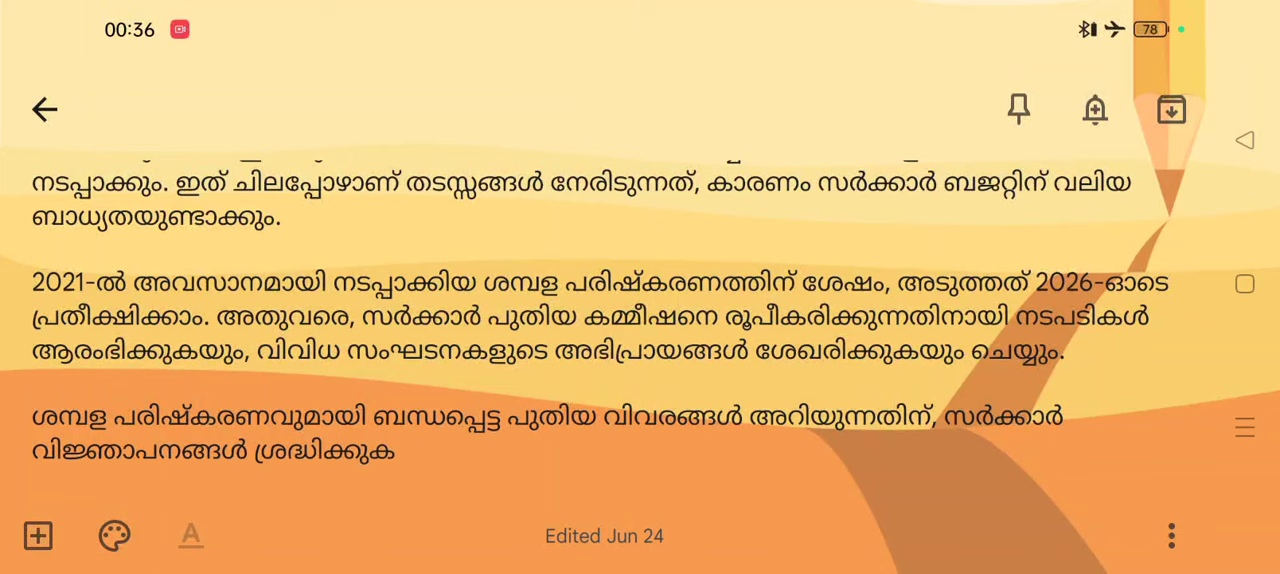 00:36
78
നടപ്പാക്കും. ഇത് ചിലപ്പോഴാണ് തടസ്സങ്ങൾ നേരിടുന്നത്, കാരണം സർക്കാർ ബജറ്റിന് വലിയ
ബാധ്യതയുണ്ടാക്കും.
2021-ൽ അവസാനമായി നടപ്പാക്കിയ ശമ്പള പരിഷ്കരണത്തിന് ശേഷം, അടുത്തത് 2026-ഓടെ
പ്രതീക്ഷിക്കാം. അതുവരെ, സർക്കാർ പുതിയ കമ്മീഷനെ രൂപീകരിക്കുന്നതിനായി നടപടികൾ
ആരംഭിക്കുകയും, വിവിധ സംഘടനകളുടെ അഭിപ്രായങ്ങൾ ശേഖരിക്കുകയും ചെയ്യും.
ശമ്പള പരിഷ്കരണവുമായി ബന്ധപ്പെട്ട പുതിയ വിവരങ്ങൾ അറിയുന്നതിന്, സർക്കാർ
വിജ്ഞാപനങ്ങൾ ശ്രദ്ധിക്കുക
A
Edited Jun 24